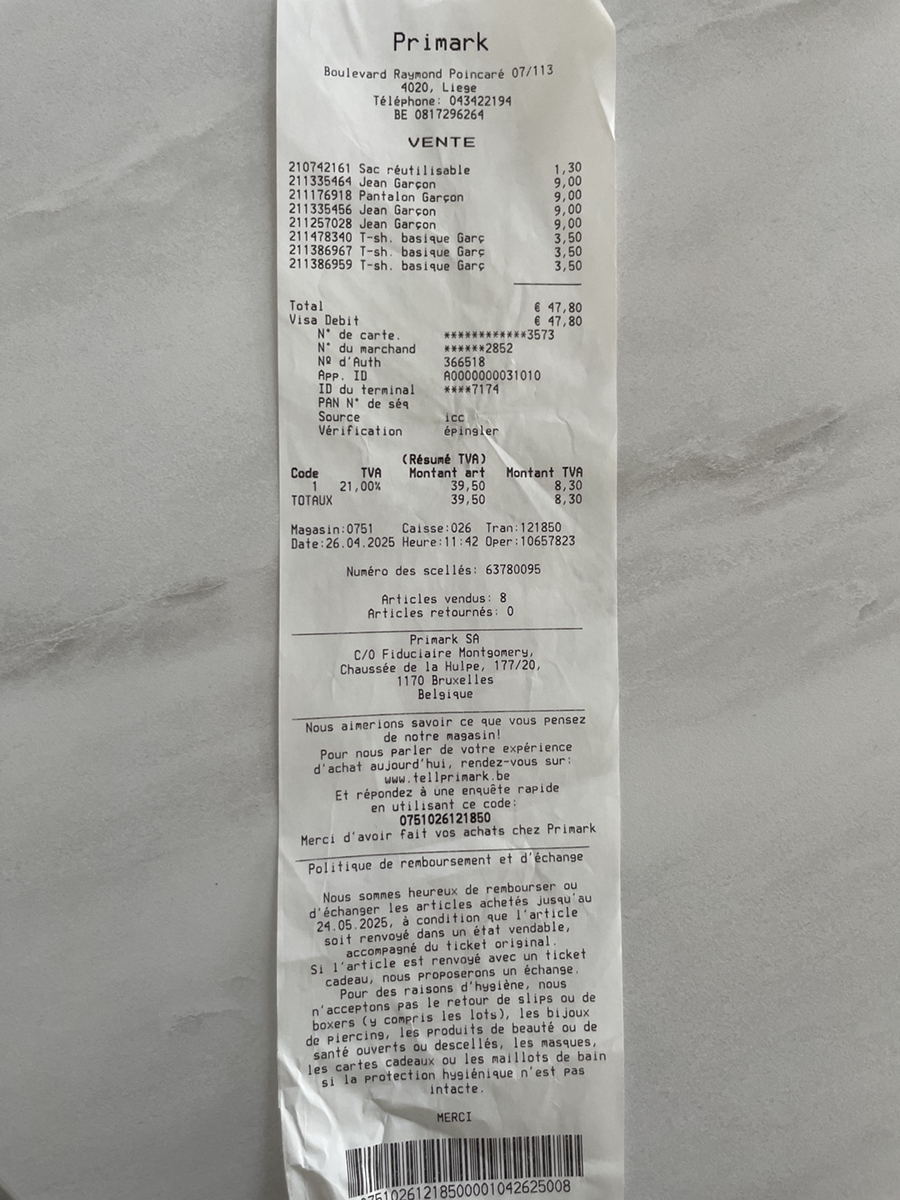 Primark
Boulevard Raymond Poincaré 07/113
4020, Liege
Téléphone: 043422194
BE 0817296264
VENTE
210742161 Sac réutilisable 1,30
211335464 Jean Garçon 9,00
211176918 Pantalon Garçon 9,00
211335456 Jean Garçon 9,00
211257028 Jean Garçon 9,00
211478340 T-sh. basique Garç 3,50
211386967 T-sh. basique Garç 3,50
211386959 T-sh. basique Garç 3,50
Total € 47,80
Visa Debit € 47,80
N° de carte. ************3573
N° du marchand ******2852
Nº d'Auth 366518
App. ID A0000000031010
ID du terminal ****7174
PAN N° de séq
Source icc
Vérification épingler
(Résumé TVA)
Code TVA Montant art Montant TVA
1 21,00% 39,50 8,30
TOTAUX 39,50 8,30
Magasin:0751 Caisse:026 Tran:121850
Date:26.04.2025 Heure:11:42 Oper:10657823
Numéro des scellés: 63780095
Articles vendus: 8
Articles retournés: 0
Primark SA
C/O Fiduciaire Montgomery,
Chaussée de la Hulpe, 177/20,
1170 Bruxelles
Belgique
Nous aimerions savoir ce que vous pensez
de notre magasin!
Pour nous parler de votre expérience
d'achat aujourd'hui, rendez-vous sur:
www.tellprimark.be
Et répondez à une enquête rapide
en utilisant ce code:
0751026121850
Merci d'avoir fait vos achats chez Primark
Politique de remboursement et d'échange
Nous sommes heureux de rembourser ou
d'échanger les articles achetés jusqu'au
24.05.2025, à condition que l'article
soit renvoyé dans un état vendable,
accompagné du ticket original.
Si l'article est renvoyé avec un ticket
cadeau, nous proposerons un échange.
Pour des raisons d'hygiène, nous
n'acceptons pas le retour de slips ou de
boxers (y compris les lots), les bijoux
de piercing, les produits de beauté ou de
santé ouverts ou descellés, les masques,
les cartes cadeaux ou les maillots de bain
si la protection hygiénique n'est pas
intacte.
MERCI
0751026121850000104262500​8